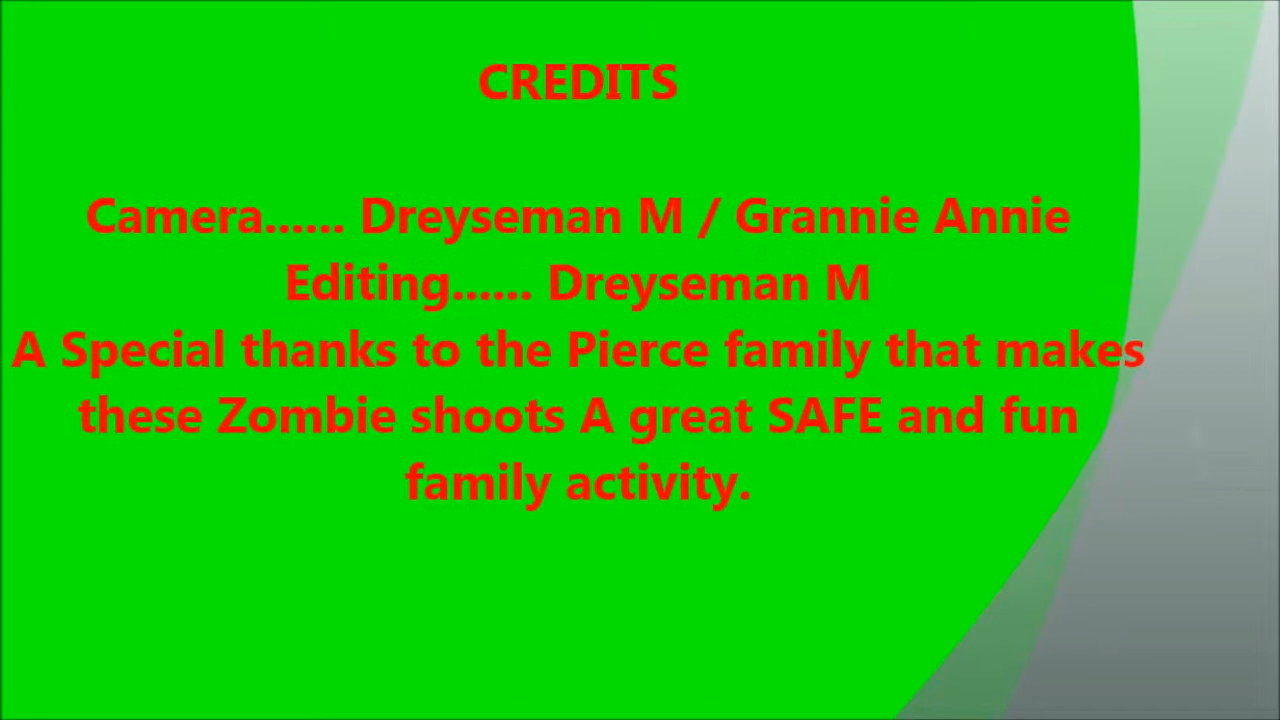 CREDITS
Camera...... Dreyseman M / Grannie Annie
Editing...... Dreyseman M
A Special thanks to the Pierce family that makes
these Zombie shoots A great SAFE and fun
family activity.